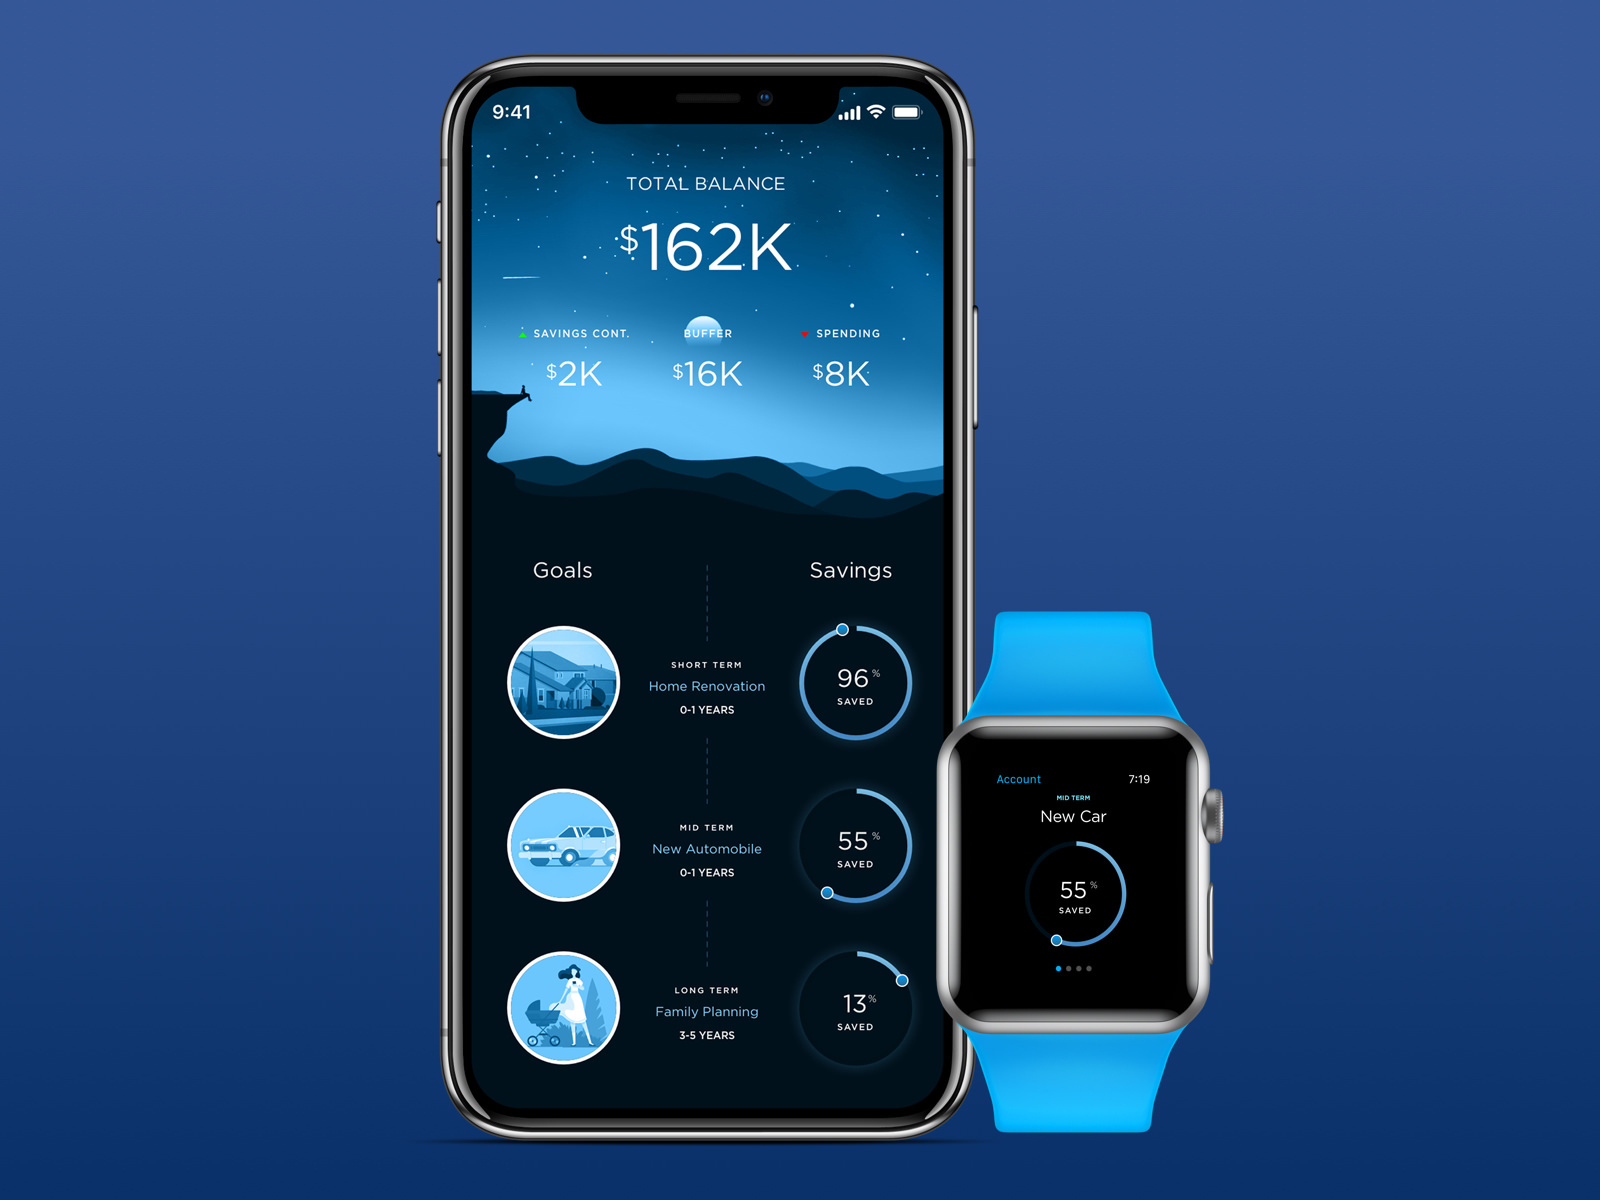 9:41
TOTAL BALANCE
$162K
SAVINGS CONT.
BUFFER
SPENDING
$2K
$16K
$8K
Goals
Savings
SHORT TERM
Home Renovation
0-1 YEARS
96%
SAVED
MID TERM
New Automobile
0-1 YEARS
55%
SAVED
LONG TERM
Family Planning
3-5 YEARS
13%
SAVED
Account
7:19
MID TERM
New Car
55%
SAVED